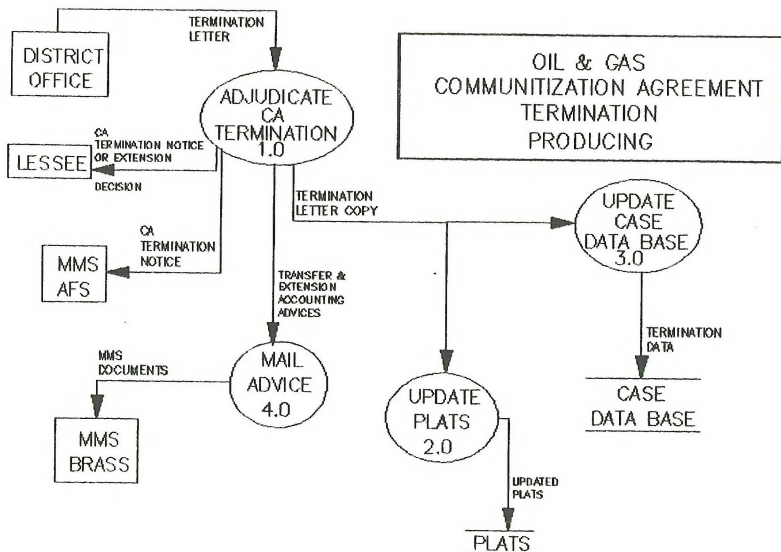 TERMINATION
LETTER
DISTRICT
OFFICE
OIL & GAS
COMMUNITIZATION AGREEMENT
TERMINATION
PRODUCING
ADJUDICATE
CA
TERMINATION
1.0
CA
TERMINATION NOTICE
OR EXTENSION
DECISION
LESSEE
TERMINATION
LETTER COPY
UPDATE
CASE
DATA BASE
3.0
CA
TERMINATION
NOTICE
MMS
AFS
TRANSFER &
EXTENSION
ACCOUNTING
ADVICES
TERMINATION
DATA
MMS
DOCUMENTS
MAIL
ADVICE
4.0
UPDATE
PLATS
2.0
CASE
DATA BASE
MMS
BRASS
UPDATED
PLATS
PLATS